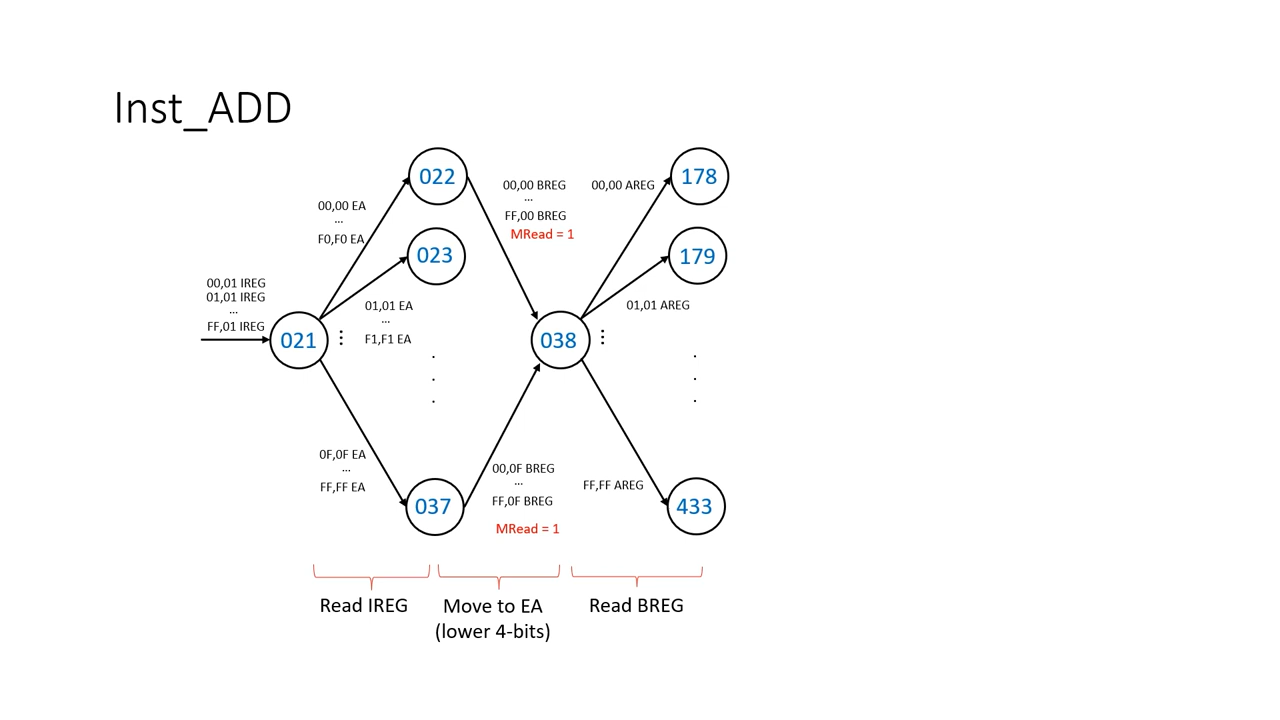 Inst_ADD
022
178
00,00 EA
...
F0,F0 EA
00,00 BREG
...
FF,00 BREG
MRead = 1
00,00 AREG
023
179
00,01 IREG
01,01 IREG
...
FF,01 IREG
01,01 EA
...
F1,F1 EA
01,01 AREG
021
038
0F,0F EA
...
FF,FF EA
00,0F BREG
...
FF,0F BREG
MRead = 1
FF,FF AREG
037
433
Read IREG
Move to EA
(lower 4-bits)
Read BREG